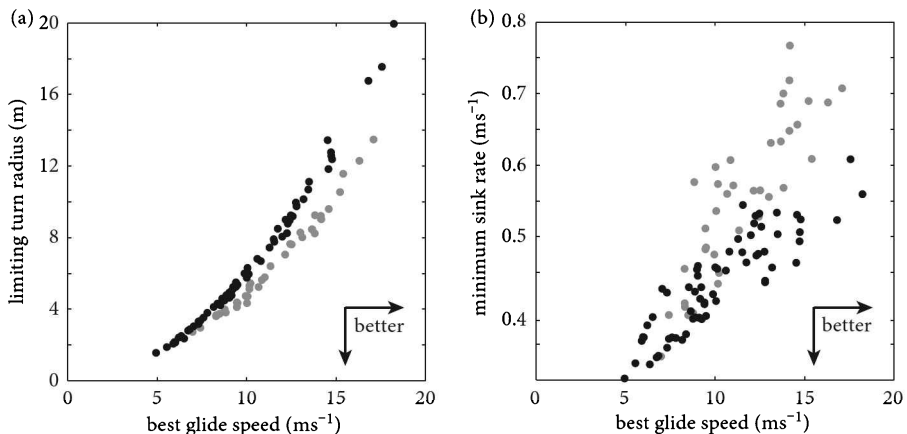 (a)
20
16
12
8
4
0
limiting turn radius (m)
0 5 10 15 20
best glide speed (ms⁻¹)
better
(b)
0.8
0.7
0.6
0.5
0.4
minimum sink rate (ms⁻¹)
0 5 10 15 20
best glide speed (ms⁻¹)
better